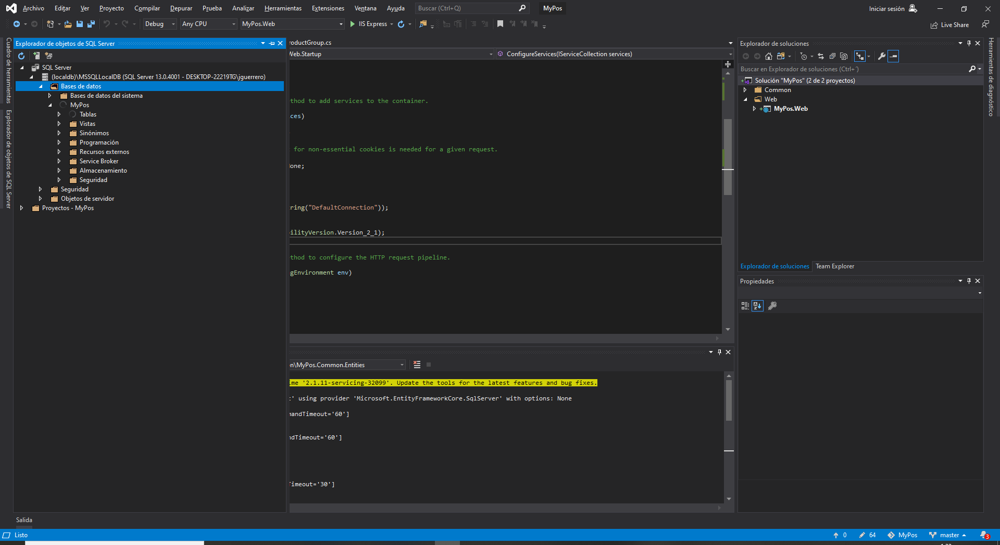 Archivo Editar Ver Proyecto Compilar Depurar Prueba Analizar Herramientas Extensiones Ventana Ayuda Buscar (Ctrl+Q) MyPos Iniciar sesión
Debug Any CPU MyPos.Web IIS Express Live Share
Cuadro de herramientas
Explorador de objetos de SQL Server
Explorador de objetos de SQL Server
SQL Server
(localdb)\MSSQLLocalDB (SQL Server 13.0.4001 - DESKTOP-22219TG\jguerrero)
Bases de datos
Bases de datos del sistema
MyPos
Tablas
Vistas
Sinónimos
Programación
Recursos externos
Service Broker
Almacenamiento
Seguridad
Seguridad
Objetos de servidor
Proyectos - MyPos
roductGroup.cs
Web.Startup ConfigureServices(IServiceCollection services)
thod to add services to the container.
ces)
for non-essential cookies is needed for a given request.
None;
tring("DefaultConnection"));
bilityVersion.Version_2_1);
thod to configure the HTTP request pipeline.
gEnvironment env)
on\MyPos.Common.Entities
ime '2.1.11-servicing-32099'. Update the tools for the latest features and bug fixes.
t' using provider 'Microsoft.EntityFrameworkCore.SqlServer' with options: None
mandTimeout='60']
ndTimeout='60']
Timeout='30']
Explorador de soluciones
Buscar en Explorador de soluciones (Ctrl+´)
Solución "MyPos" (2 de 2 proyectos)
Common
Web
MyPos.Web
Explorador de soluciones Team Explorer
Propiedades
Herramientas de diagnóstico
Salida
Listo 0 64 MyPos master 3